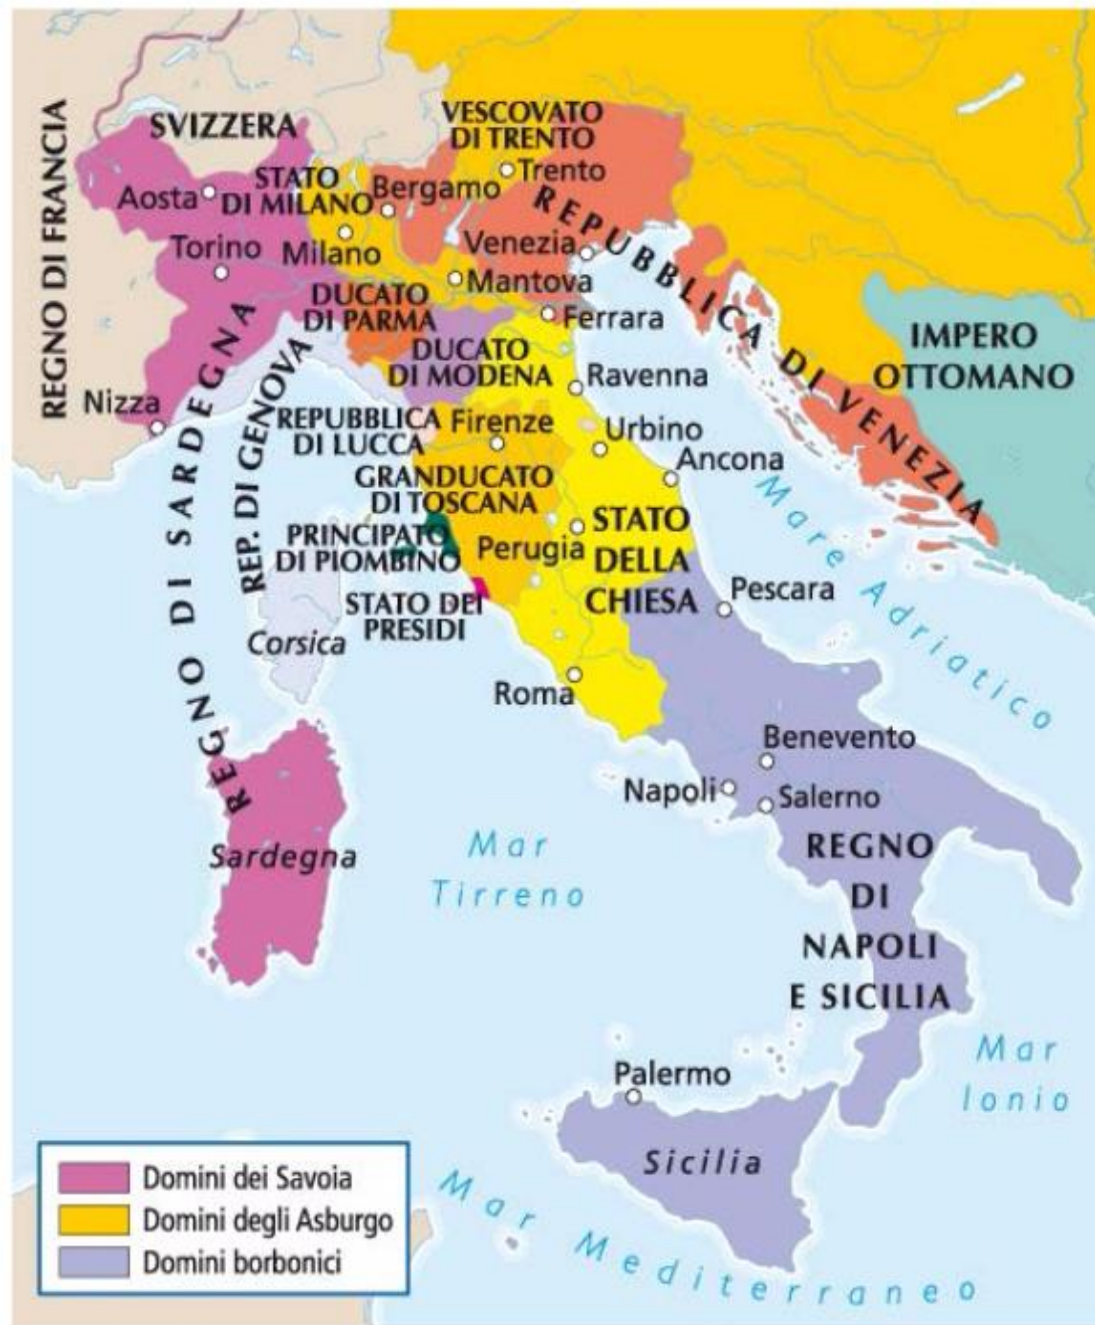 REGNO DI FRANCIA
SVIZZERA
VESCOVATO
DI TRENTO
Trento
Aosta
STATO
DI MILANO
Bergamo
Torino
Milano
Venezia
Mantova
REPUBBLICA DI VENEZIA
DUCATO
DI PARMA
Ferrara
IMPERO
OTTOMANO
DUCATO
DI MODENA
Ravenna
Nizza
REGNO DI SARDEGNA
REP. DI GENOVA
REPUBBLICA
DI LUCCA
Firenze
Urbino
Ancona
GRANDUCATO
DI TOSCANA
Mare Adriatico
PRINCIPATO
DI PIOMBINO
Perugia
STATO
DELLA
CHIESA
STATO DEI
PRESIDI
Pescara
Corsica
Roma
Benevento
Napoli
Salerno
Sardegna
Mar
Tirreno
REGNO
DI
NAPOLI
E SICILIA
Mar
Ionio
Palermo
Sicilia
Mar Mediterraneo
Domini dei Savoia
Domini degli Asburgo
Domini borbonici